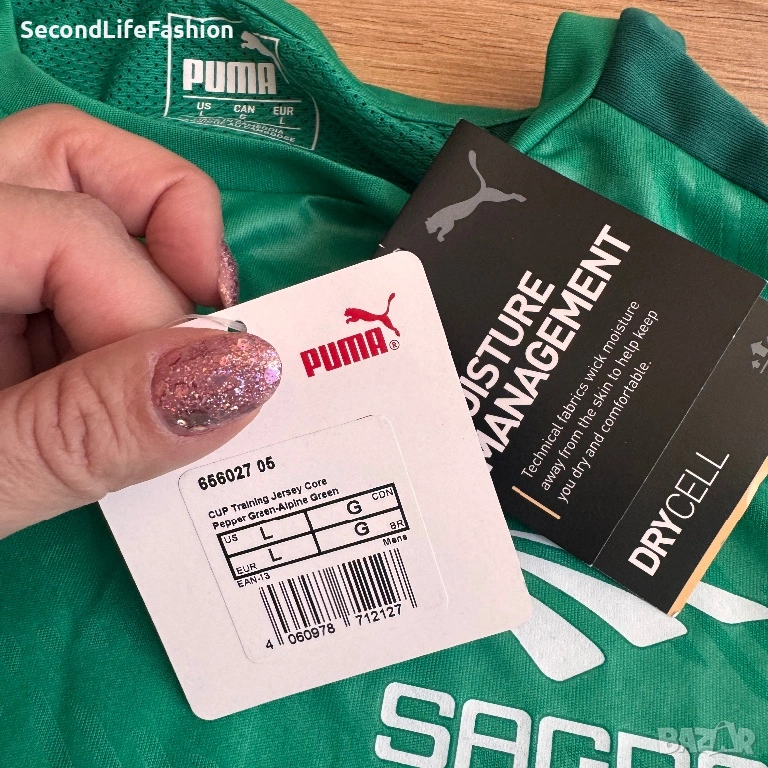 SecondLifeFashion
PUMA
US CAN EUR
L G L
PUMA®
656027 05
CUP Training Jersey Core
Pepper Green-Alpine Green
US L G CDN
EUR L G BR
EAN-13 Mens
4 060978 712127
MOISTURE
MANAGEMENT
Technical fabrics wick moisture
away from the skin to help keep
you dry and comfortable.
DRYCELL
BAZAR